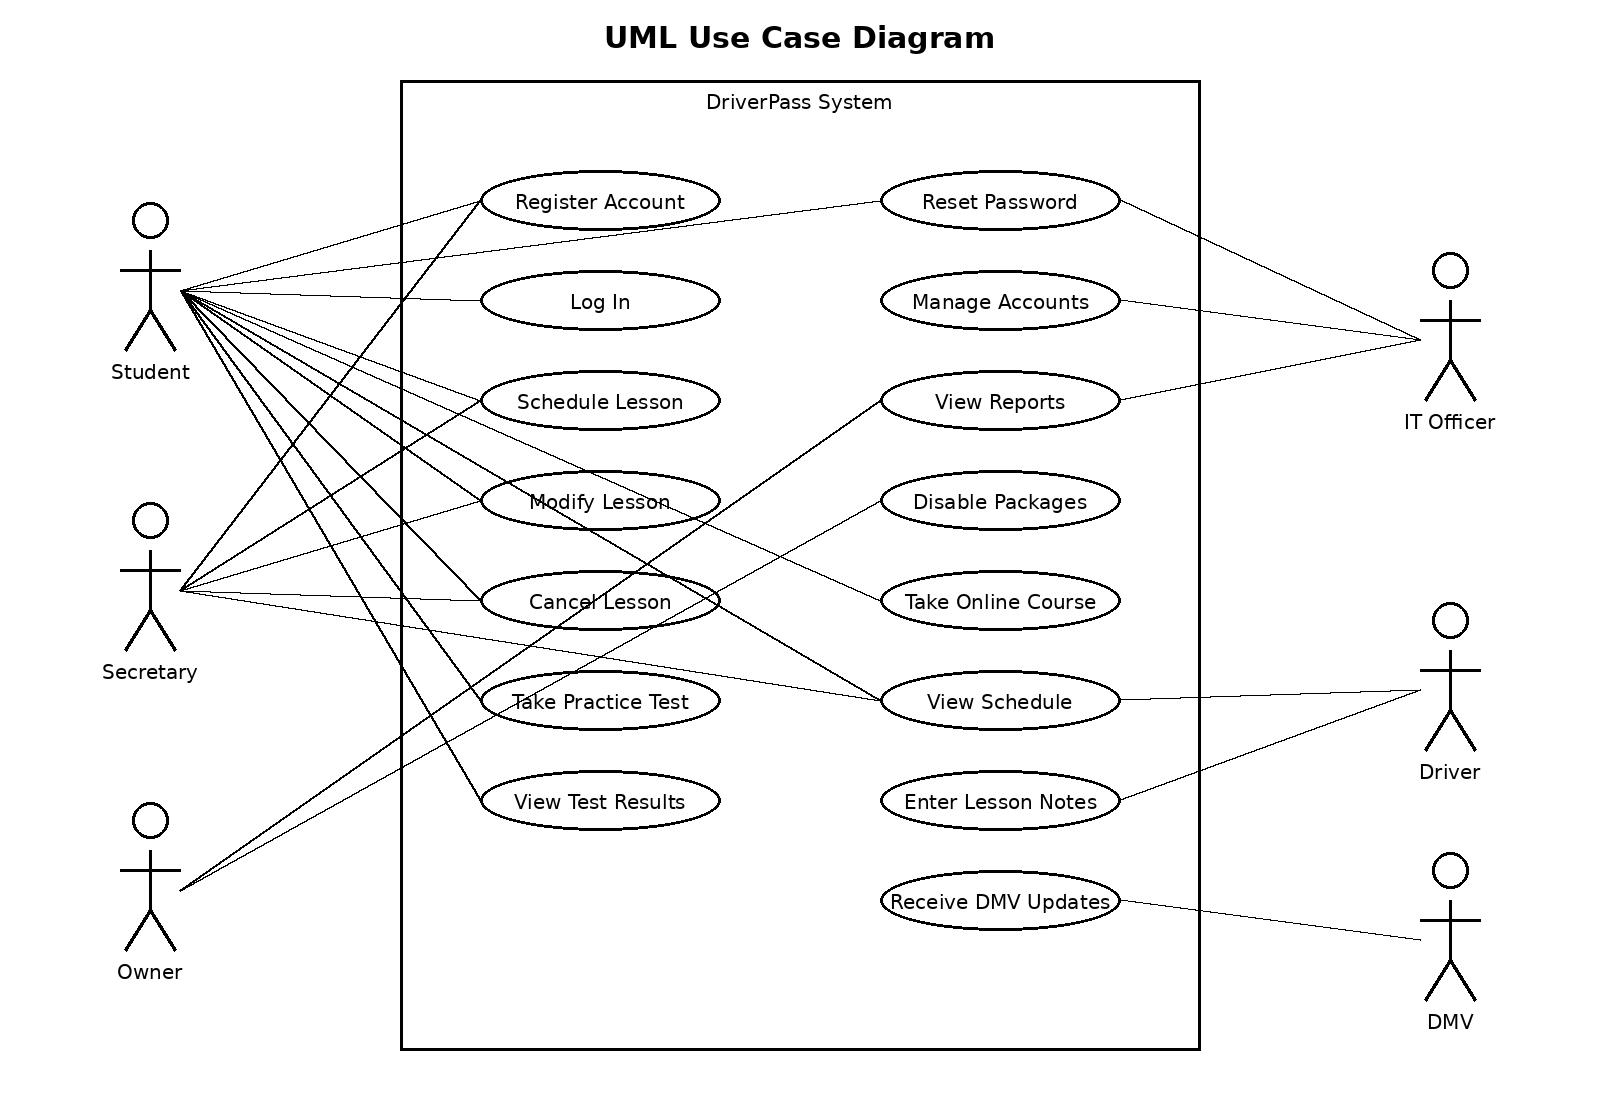 UML Use Case Diagram
DriverPass System
Register Account
Reset Password
Log In
Manage Accounts
Student
Schedule Lesson
View Reports
IT Officer
Modify Lesson
Disable Packages
Cancel Lesson
Take Online Course
Secretary
Take Practice Test
View Schedule
Driver
View Test Results
Enter Lesson Notes
Receive DMV Updates
Owner
DMV